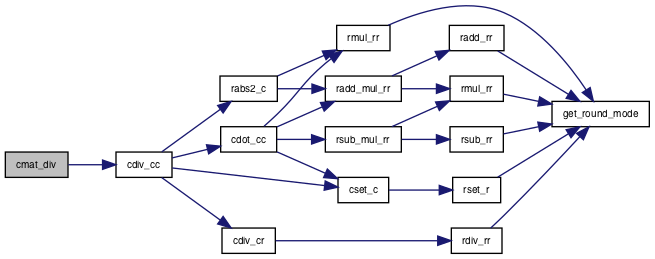 rmul_rr
radd_rr
rabs2_c
radd_mul_rr
rmul_rr
get_round_mode
cmat_div
cdiv_cc
cdot_cc
rsub_mul_rr
rsub_rr
cset_c
rset_r
cdiv_cr
rdiv_rr